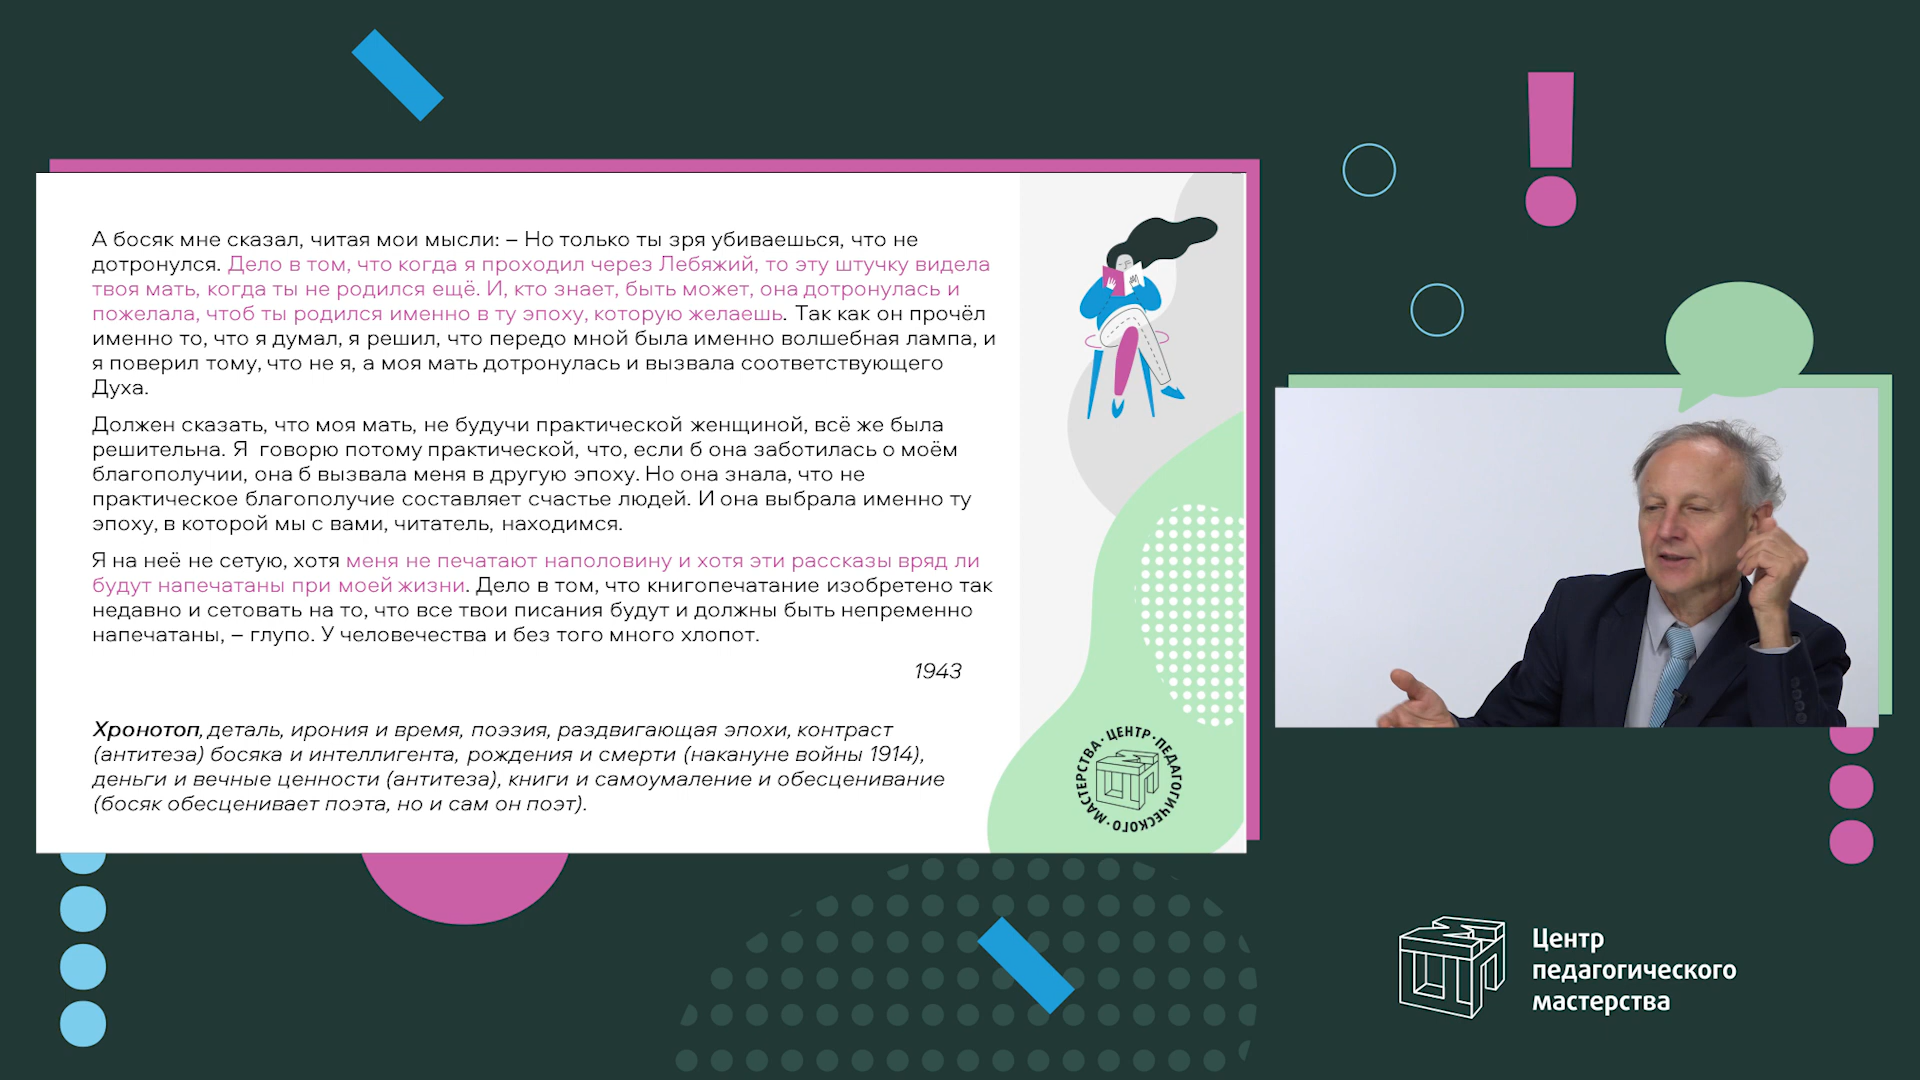 А босяк мне сказал, читая мои мысли: – Но только ты зря убиваешься, что не
дотронулся. Дело в том, что когда я проходил через Лебяжий, то эту штучку видела
твоя мать, когда ты не родился ещё. И, кто знает, быть может, она дотронулась и
пожелала, чтоб ты родился именно в ту эпоху, которую желаешь. Так как он прочёл
именно то, что я думал, я решил, что передо мной была именно волшебная лампа, и
я поверил тому, что не я, а моя мать дотронулась и вызвала соответствующего
Духа.
Должен сказать, что моя мать, не будучи практической женщиной, всё же была
решительна. Я говорю потому практической, что, если б она заботилась о моём
благополучии, она б вызвала меня в другую эпоху. Но она знала, что не
практическое благополучие составляет счастье людей. И она выбрала именно ту
эпоху, в которой мы с вами, читатель, находимся.
Я на неё не сетую, хотя меня не печатают наполовину и хотя эти рассказы вряд ли
будут напечатаны при моей жизни. Дело в том, что книгопечатание изобретено так
недавно и сетовать на то, что все твои писания будут и должны быть непременно
напечатаны, – глупо. У человечества и без того много хлопот.
1943
Хронотоп, деталь, ирония и время, поэзия, раздвигающая эпохи, контраст
(антитеза) босяка и интеллигента, рождения и смерти (накануне войны 1914),
деньги и вечные ценности (антитеза), книги и самоумаление и обесценивание
(босяк обесценивает поэта, но и сам он поэт).
ЦЕНТР·ПЕДАГОГИЧЕСКОГО·МАСТЕРСТВА·
Центр
педагогического
мастерства